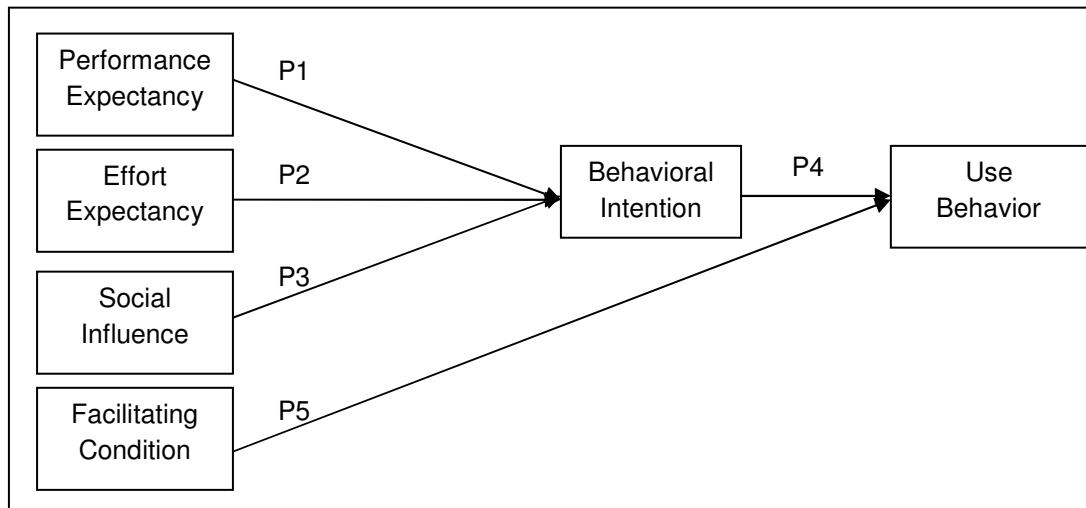 Performance
Expectancy
P1
Effort
Expectancy
P2
Social
Influence
P3
Facilitating
Condition
P5
Behavioral
Intention
P4
Use
Behavior